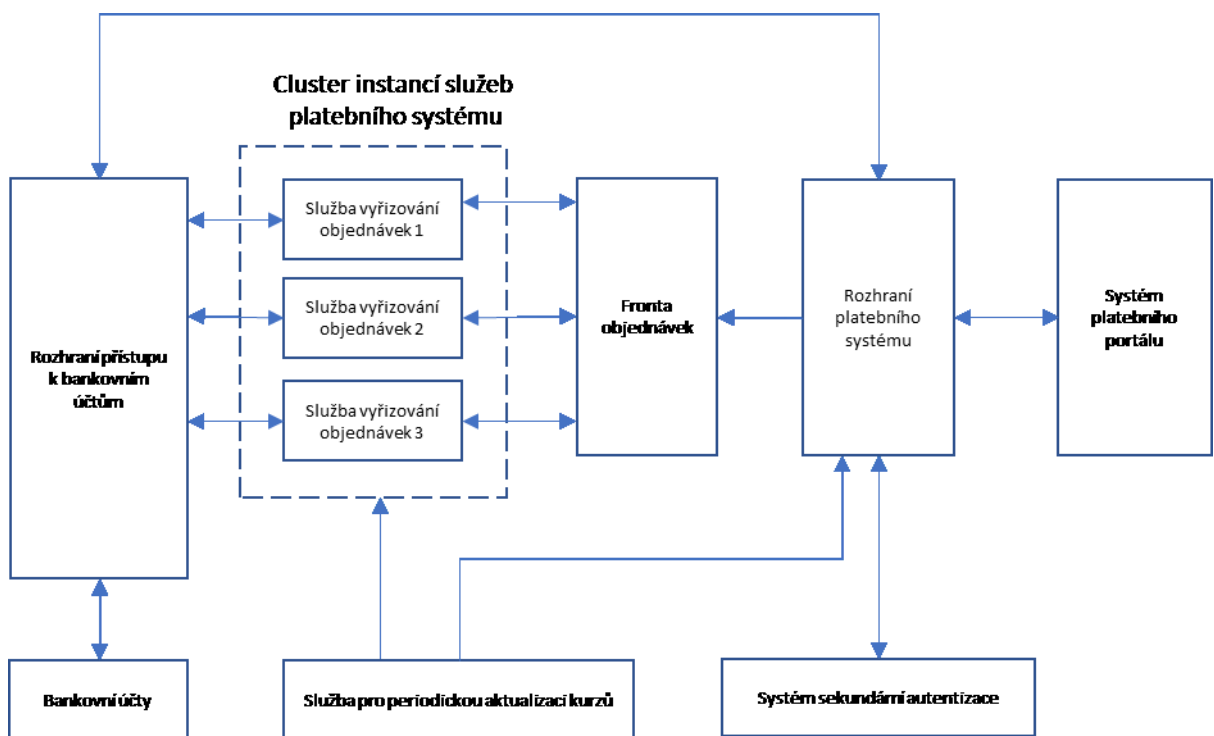 Cluster instancí služeb
platebního systému
Služba vyřizování
objednávek 1
Služba vyřizování
objednávek 2
Služba vyřizování
objednávek 3
Rozhraní přístupu
k bankovním
účtům
Fronta
objednávek
Rozhraní
platebního
systému
Systém
platebního
portálu
Bankovní účty
Služba pro periodickou aktualizaci kurzů
Systém sekundární autentizace